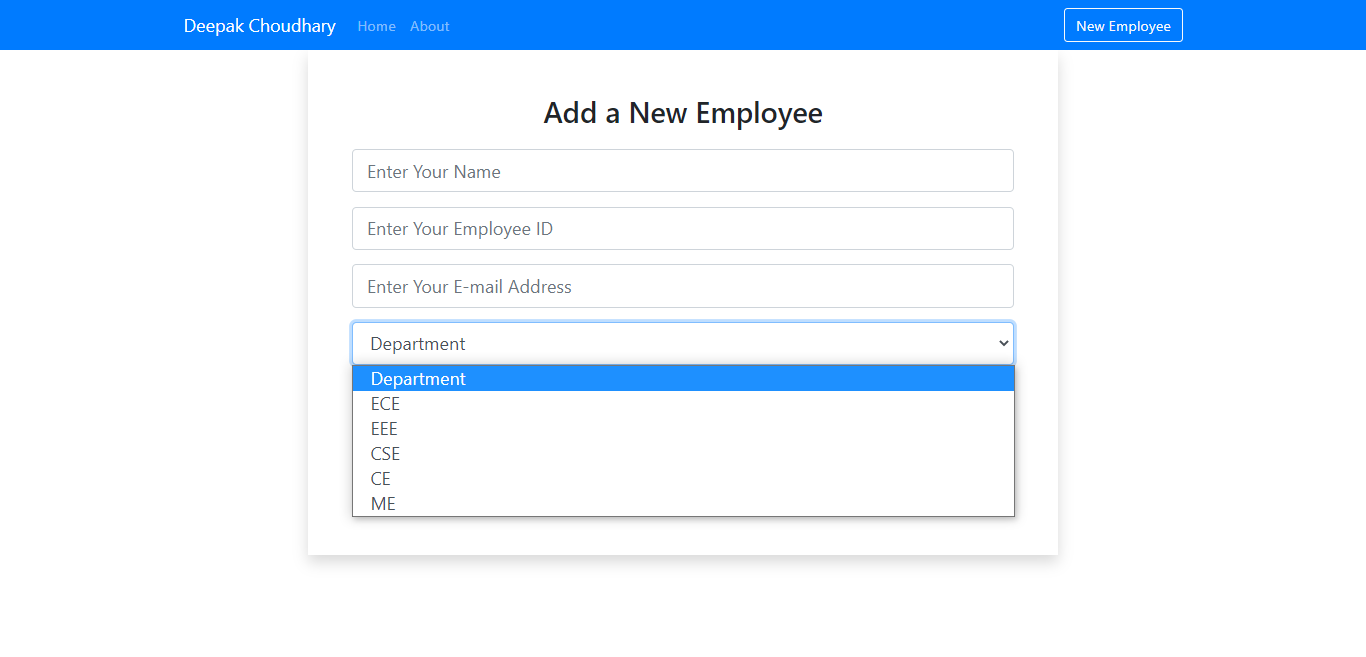 Deepak Choudhary Home About New Employee
Add a New Employee
Enter Your Name
Enter Your Employee ID
Enter Your E-mail Address
Department
Department
ECE
EEE
CSE
CE
ME